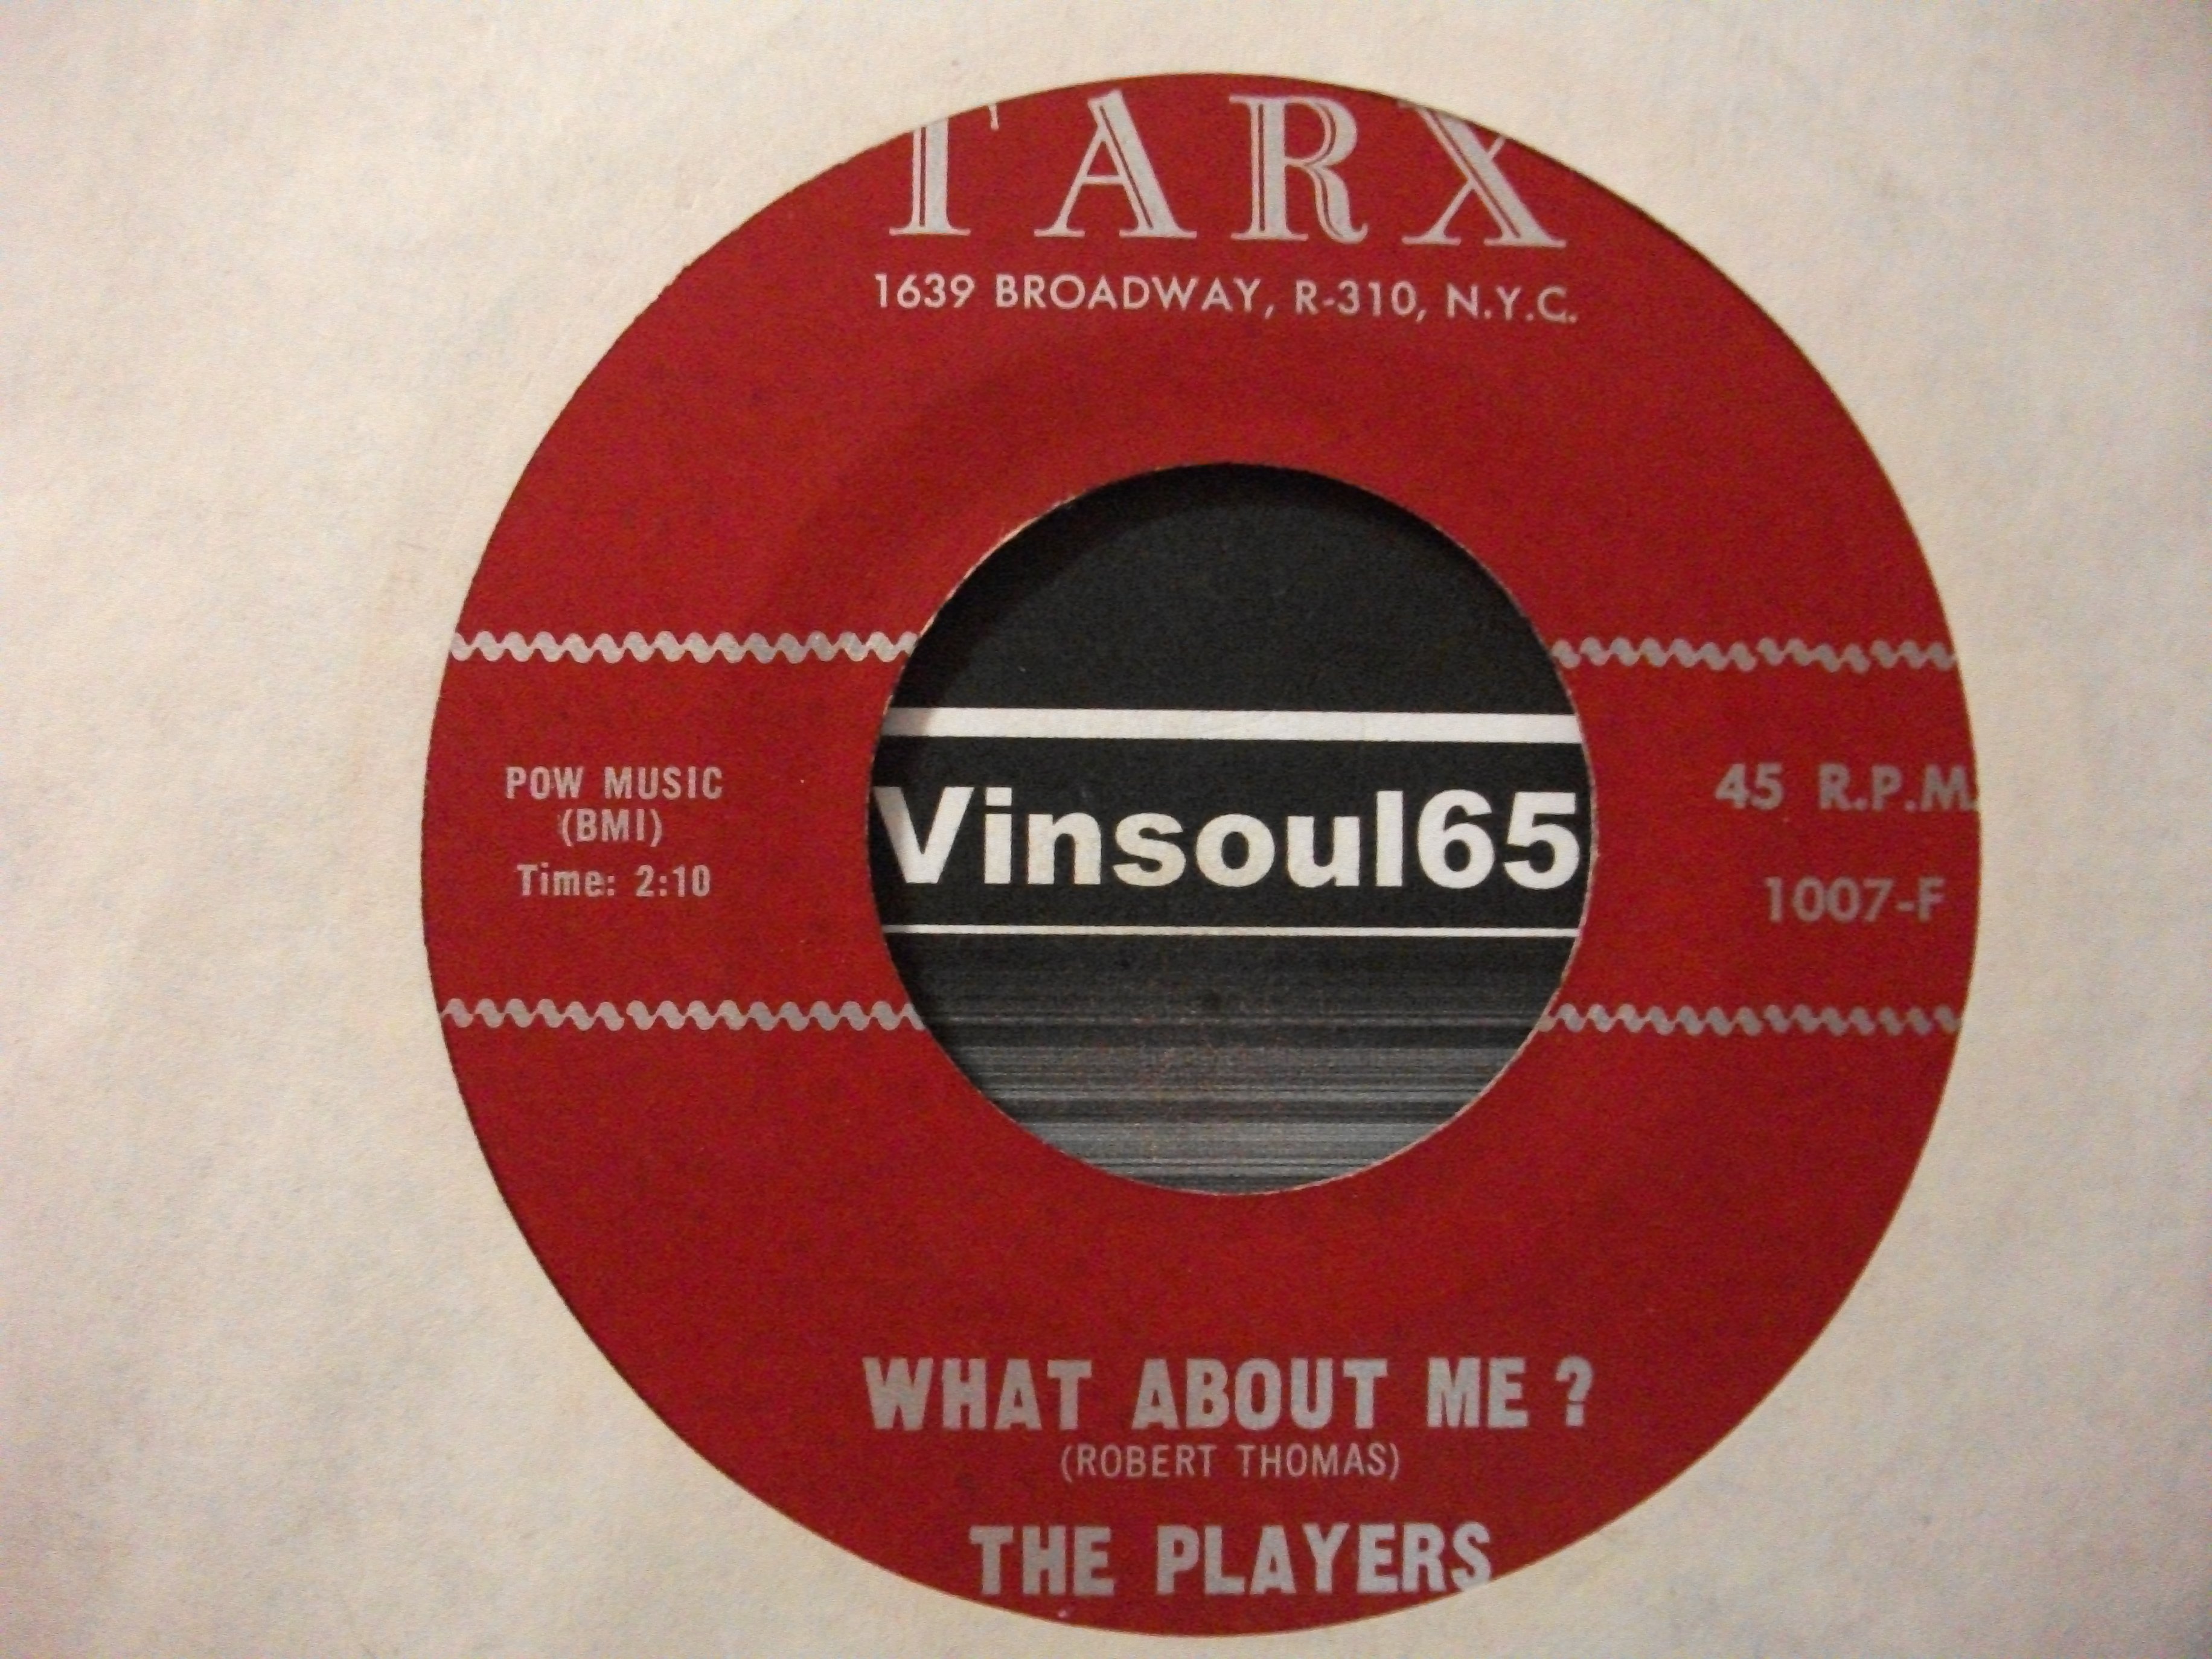 TARX
1639 BROADWAY, R-310, N.Y.C.
POW MUSIC
(BMI)
Time: 2:10
Vinsoul65
45 R.P.M.
1007-F
WHAT ABOUT ME ?
(ROBERT THOMAS)
THE PLAYERS